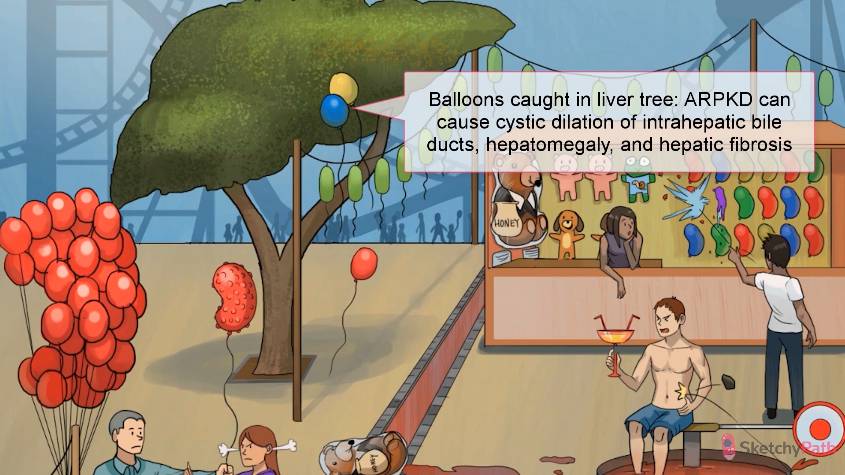 Balloons caught in liver tree: ARPKD can
cause cystic dilation of intrahepatic bile
ducts, hepatomegaly, and hepatic fibrosis
HONEY
SketchyPath